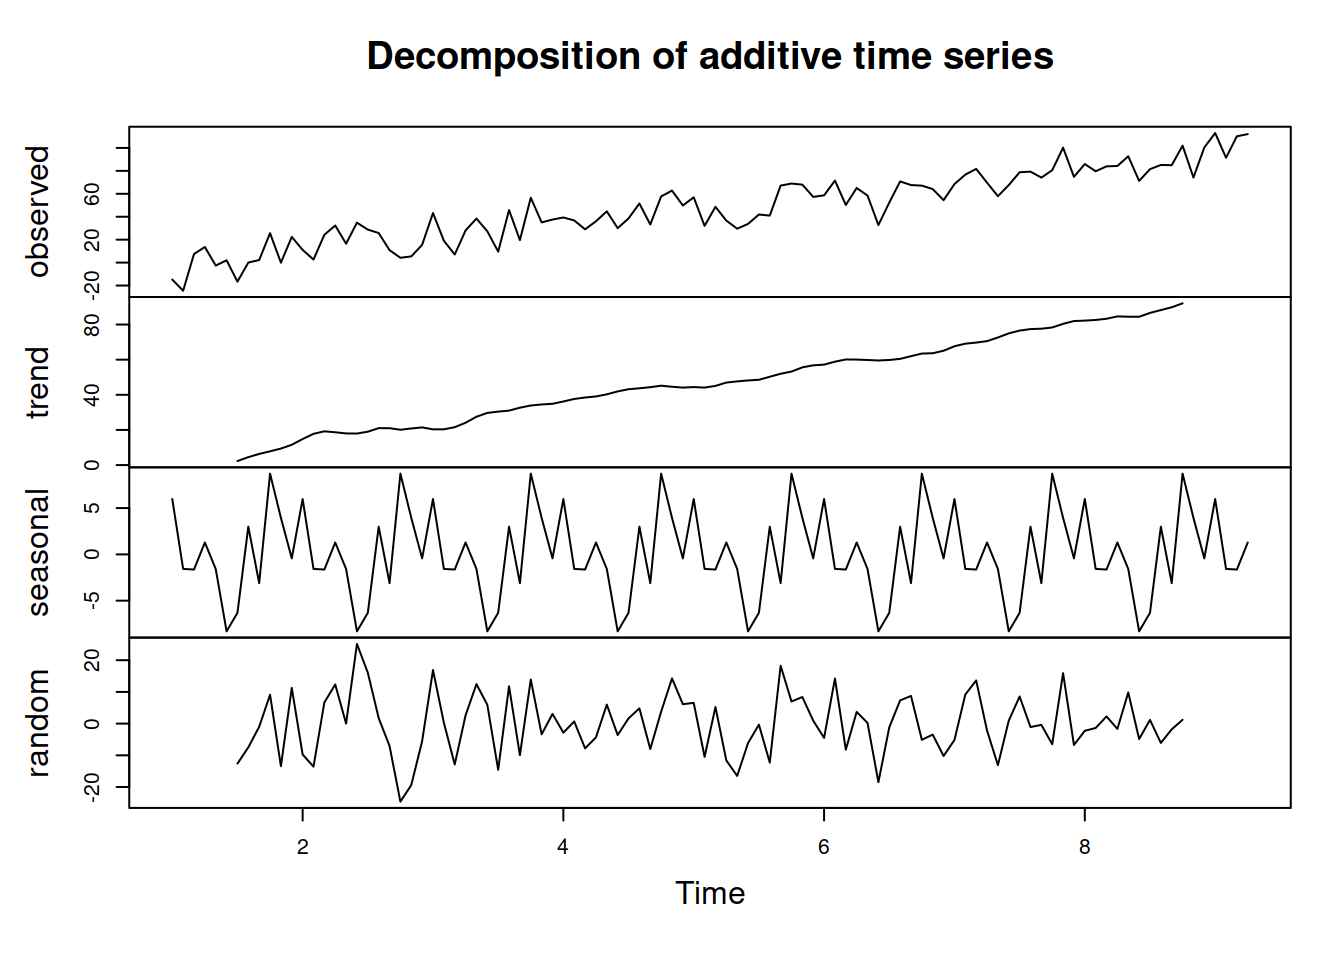 Decomposition of additive time series
observed
-20 20 60
trend
0 40 80
seasonal
-5 0 5
random
-20 0 20
2 4 6 8
Time